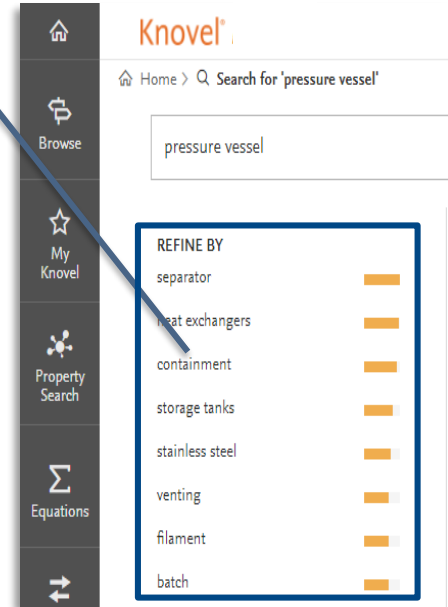 Knovel®
Home > Search for 'pressure vessel'
Browse
pressure vessel
My
Knovel
REFINE BY
separator
heat exchangers
containment
Property
Search
storage tanks
stainless steel
Equations
venting
filament
batch